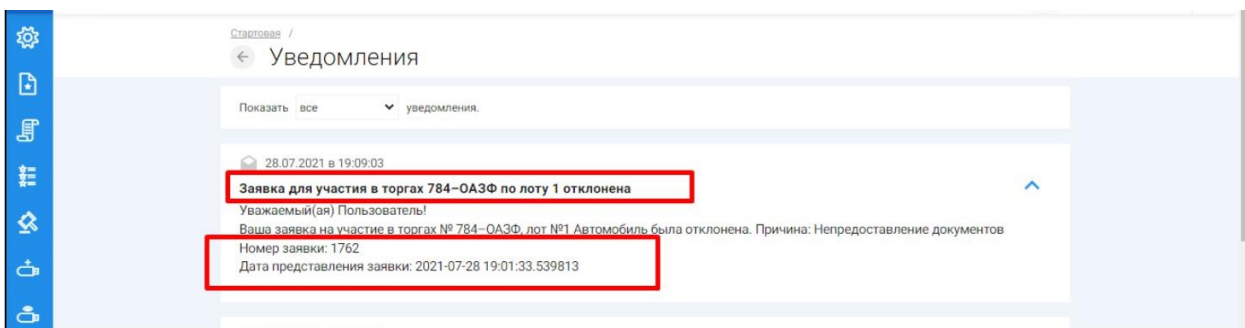 Стартовая /
Уведомления
Показать все уведомления.
28.07.2021 в 19:09:03
Заявка для участия в торгах 784–ОАЗФ по лоту 1 отклонена
Уважаемый(ая) Пользователь!
Ваша заявка на участие в торгах № 784–ОАЗФ, лот №1 Автомобиль была отклонена. Причина: Непредоставление документов
Номер заявки: 1762
Дата представления заявки: 2021-07-28 19:01:33.539813